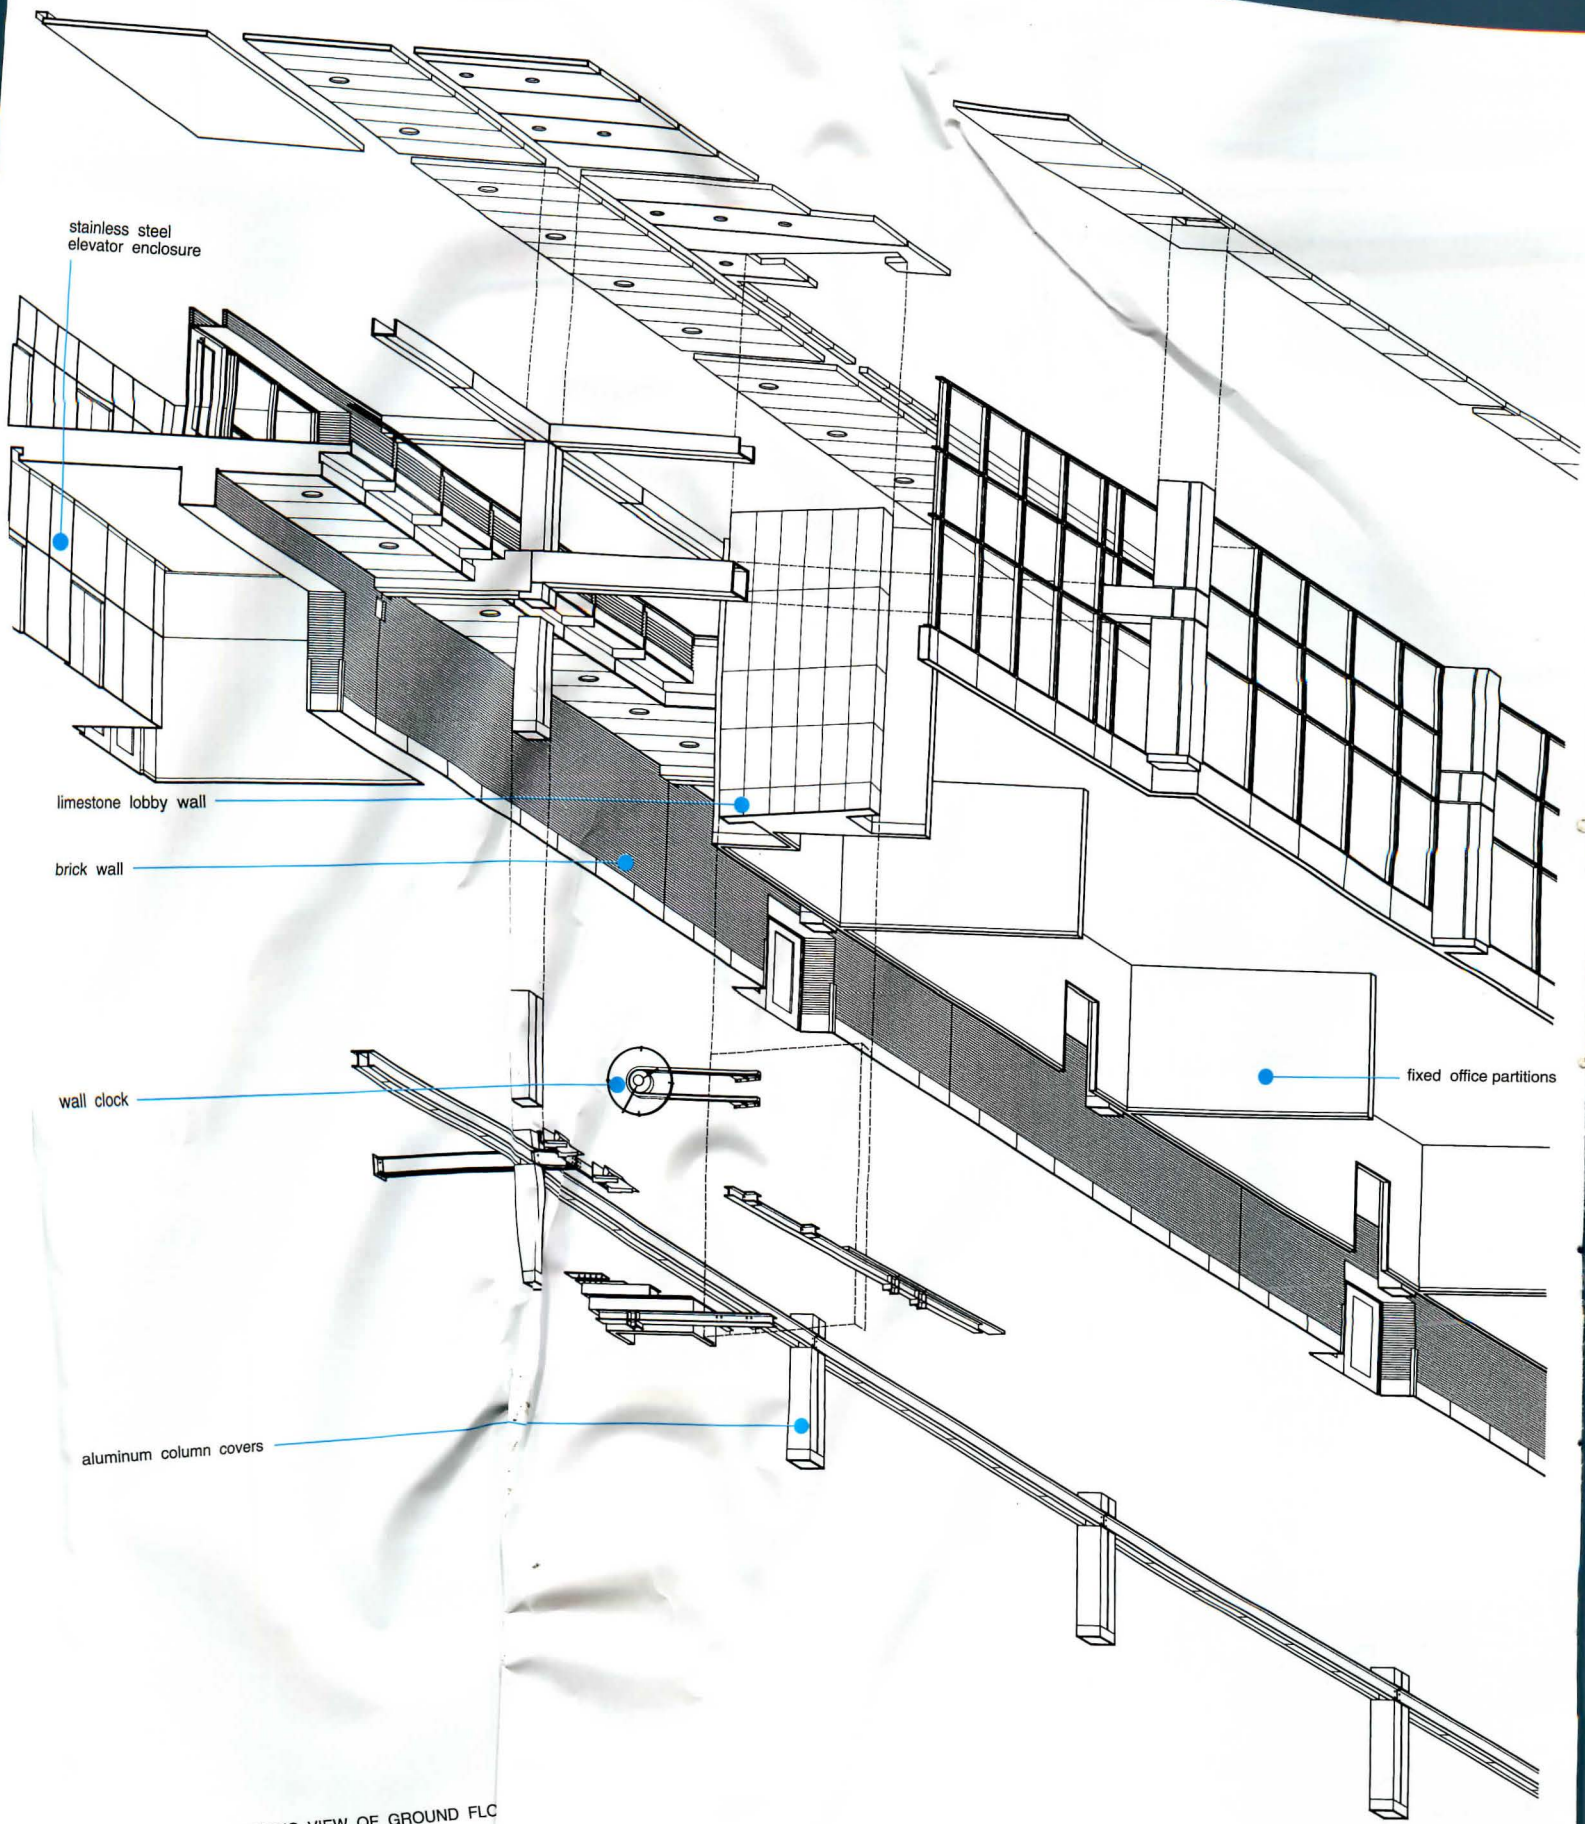 stainless steel
elevator enclosure
limestone lobby wall
brick wall
wall clock
fixed office partitions
aluminum column covers
VIEW OF GROUND